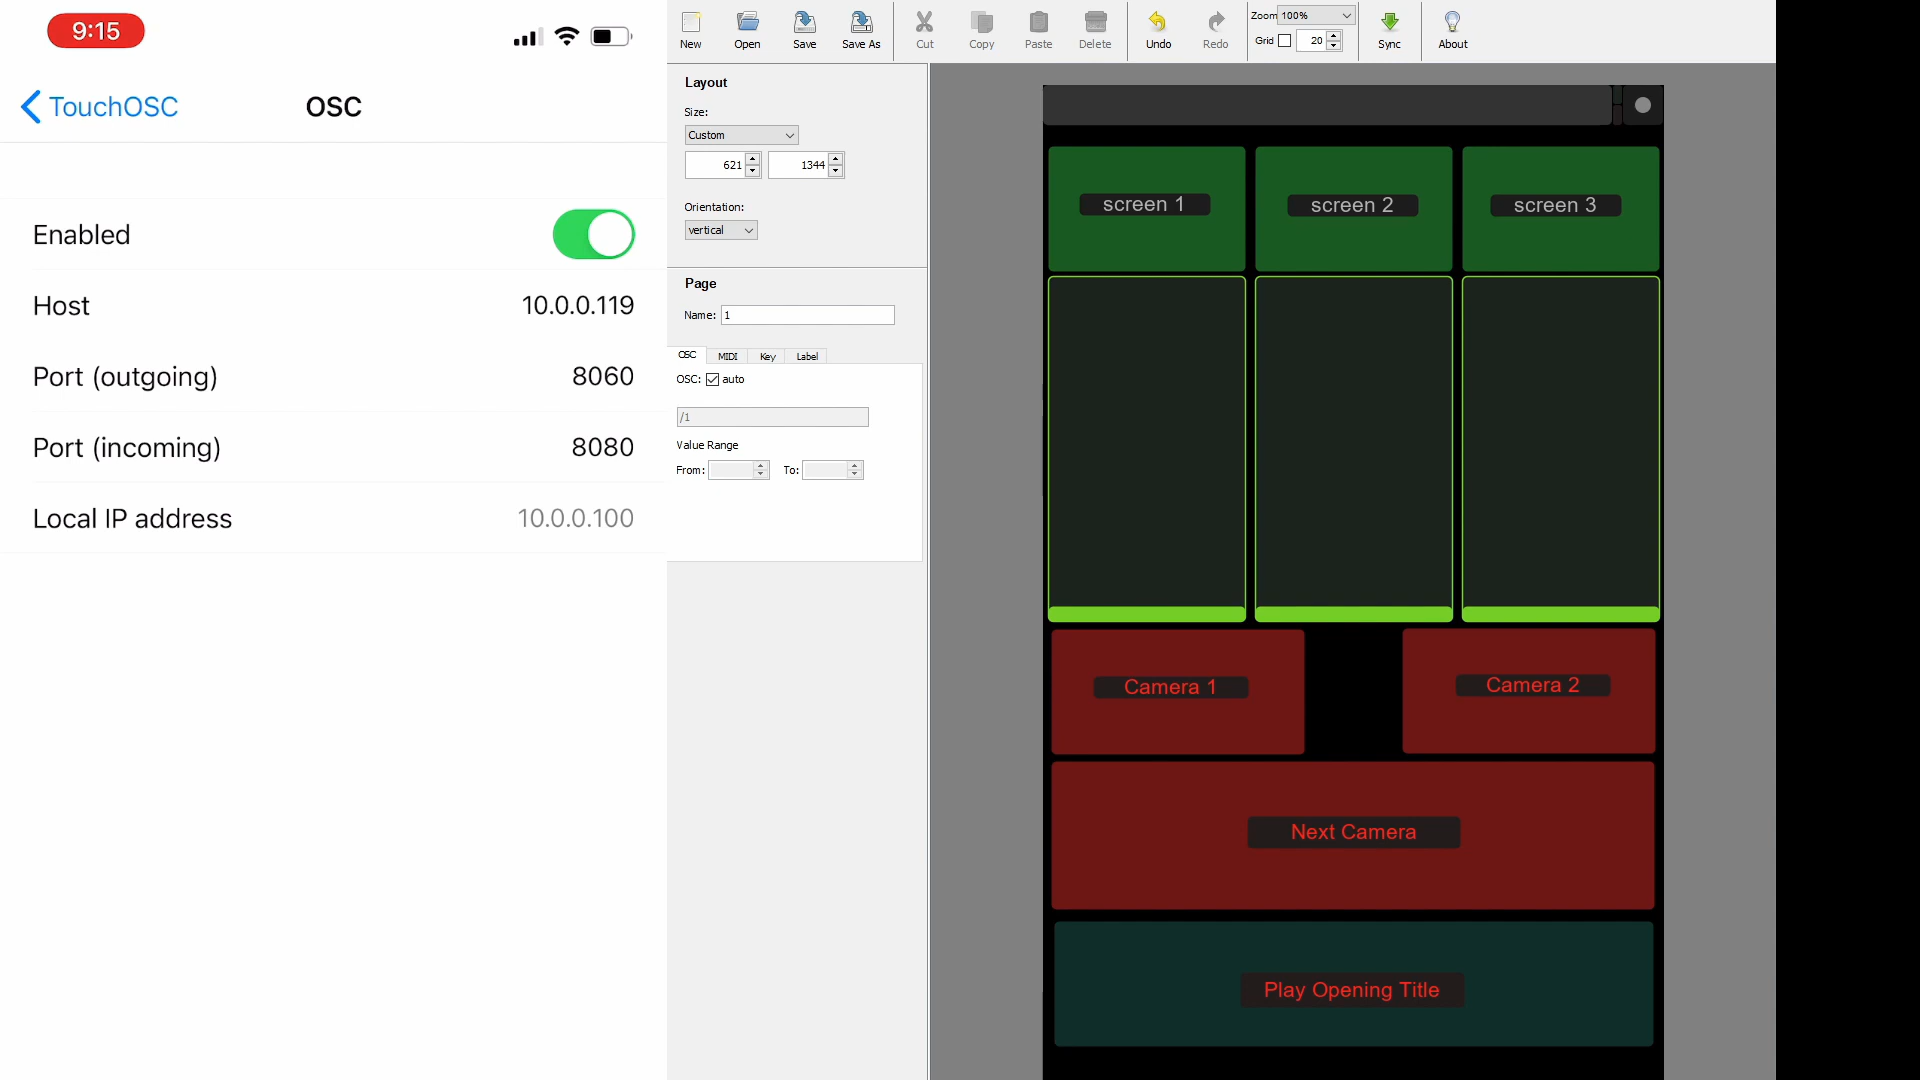 9:15
TouchOSC
OSC
Enabled
Host 10.0.0.119
Port (outgoing) 8060
Port (incoming) 8080
Local IP address 10.0.0.100
New Open Save Save As Cut Copy Paste Delete Undo Redo
Zoom 100%
Grid 20
Sync
About
Layout
Size:
Custom
621 1344
Orientation:
vertical
Page
Name: 1
OSC MIDI Key Label
OSC: auto
/1
Value Range
From: To:
screen 1 screen 2 screen 3
Camera 1 Camera 2
Next Camera
Play Opening Title